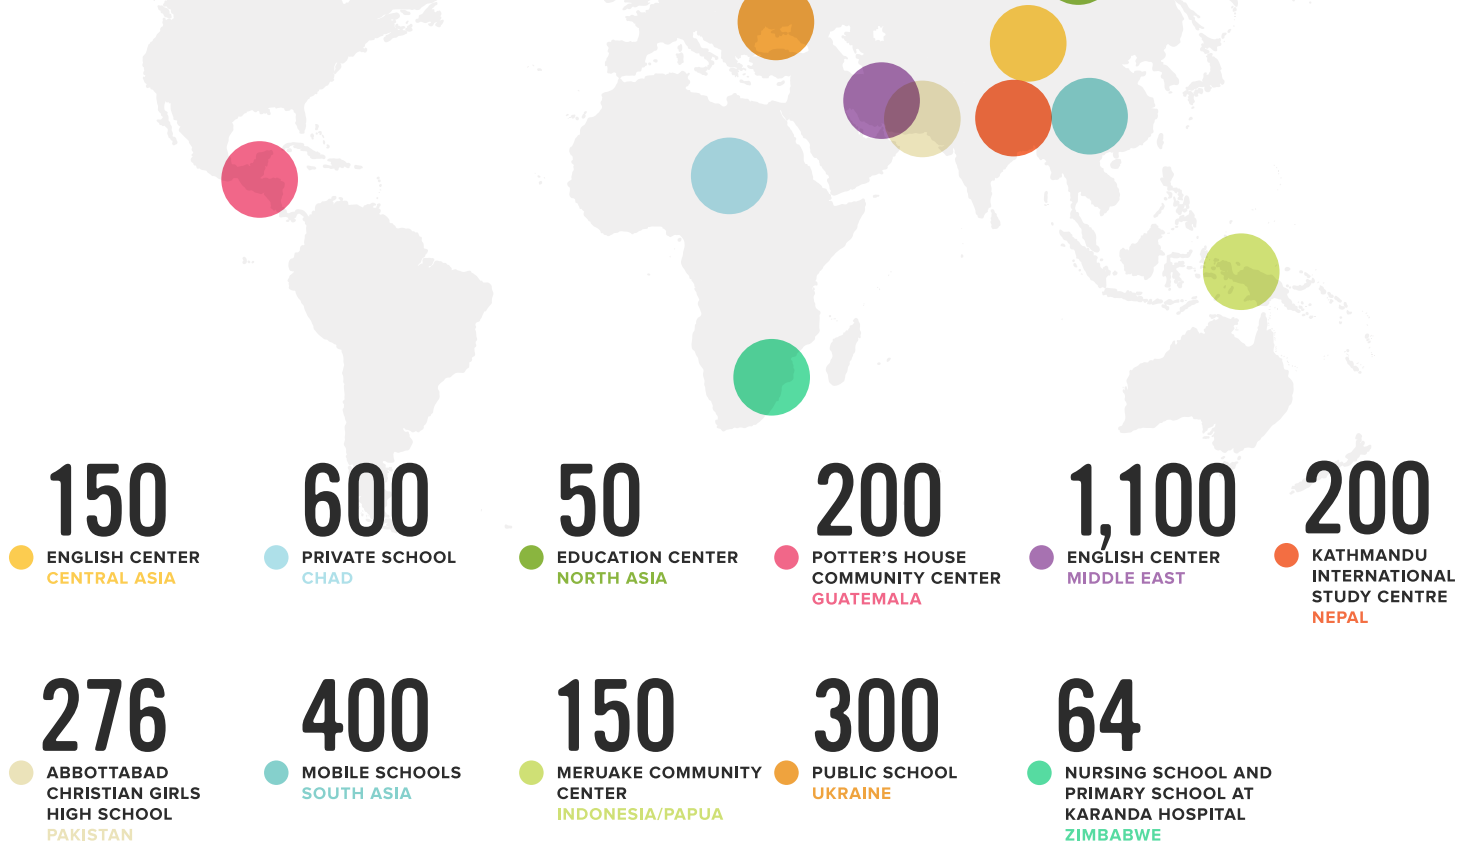 150
ENGLISH CENTER
CENTRAL ASIA
600
PRIVATE SCHOOL
CHAD
50
EDUCATION CENTER
NORTH ASIA
200
POTTER'S HOUSE
COMMUNITY CENTER
GUATEMALA
1,100
ENGLISH CENTER
MIDDLE EAST
200
KATHMANDU
INTERNATIONAL
STUDY CENTRE
NEPAL
276
ABBOTTABAD
CHRISTIAN GIRLS
HIGH SCHOOL
PAKISTAN
400
MOBILE SCHOOLS
SOUTH ASIA
150
MERUAKE COMMUNITY
CENTER
INDONESIA/PAPUA
300
PUBLIC SCHOOL
UKRAINE
64
NURSING SCHOOL AND
PRIMARY SCHOOL AT
KARANDA HOSPITAL
ZIMBABWE